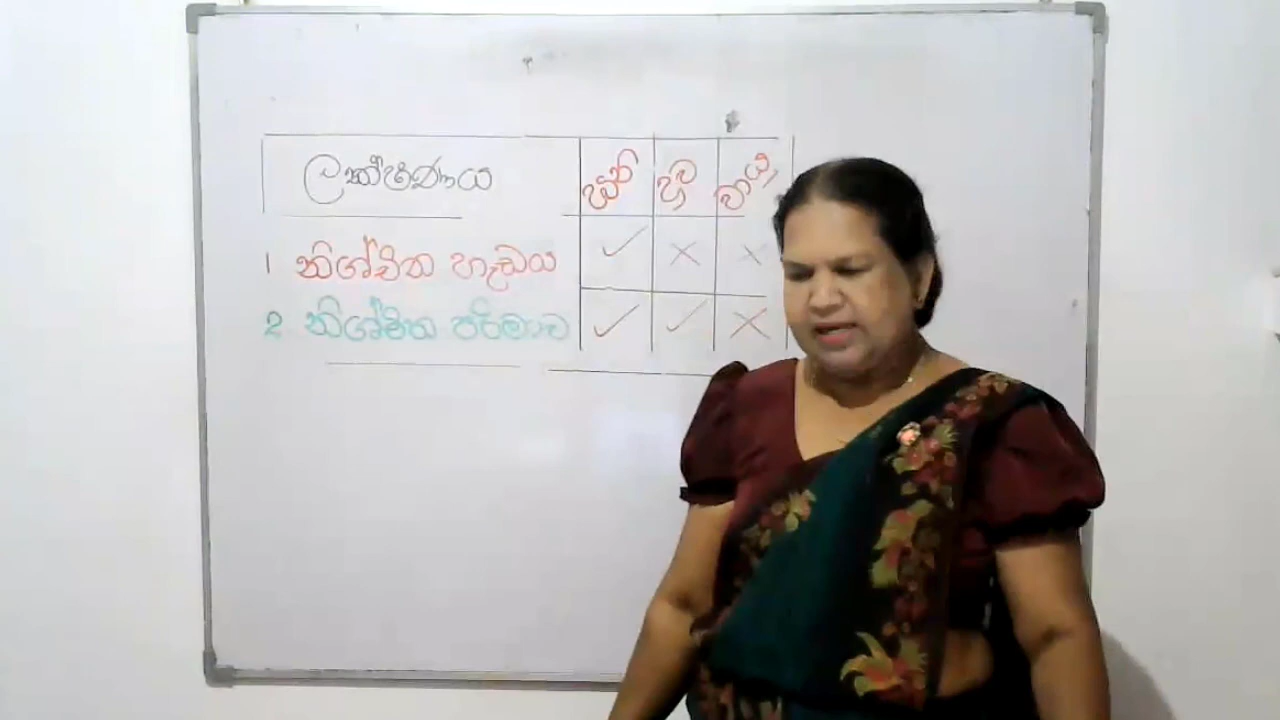 ලක්ෂණය ඝන ද්‍රව වායු
1 නිශ්චිත හැඩය ✓ × ×
2 නිශ්චිත පරිමාව ✓ ✓ ×